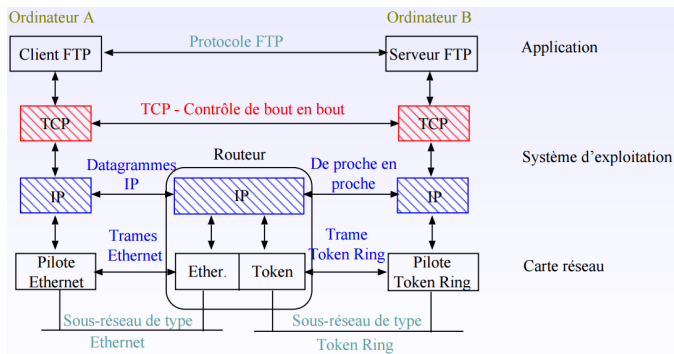 Ordinateur A
Ordinateur B
Client FTP
Protocole FTP
Serveur FTP
Application
TCP
TCP - Contrôle de bout en bout
TCP
Système d'exploitation
Routeur
Datagrammes
IP
De proche en
proche
IP
IP
IP
Trames
Ethernet
Trame
Token Ring
Pilote
Ethernet
Ether.
Token
Pilote
Token Ring
Carte réseau
Sous-réseau de type
Ethernet
Sous-réseau de type
Token Ring